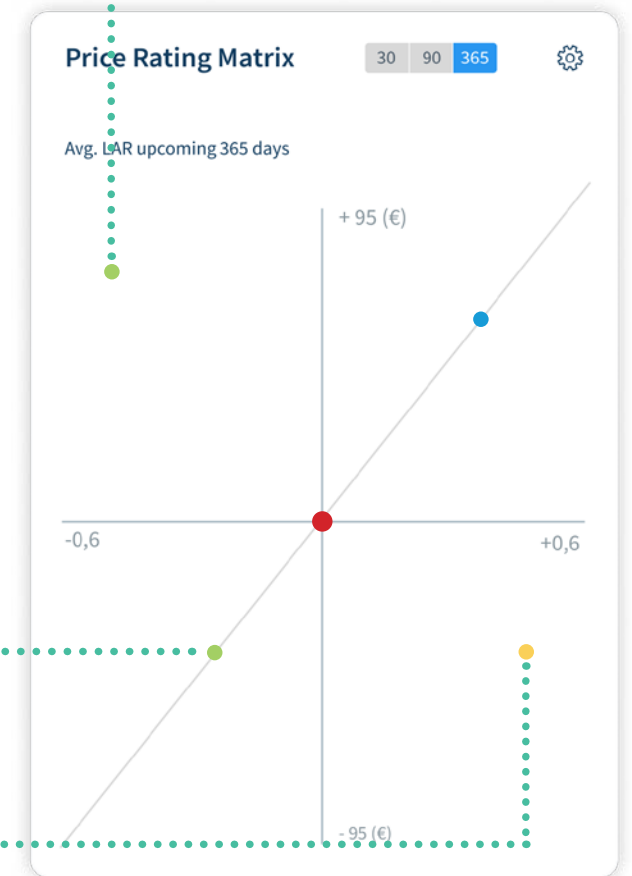 Price Rating Matrix
30 90 365
Avg. LAR upcoming 365 days
+ 95 (€)
-0,6
+0,6
- 95 (€)